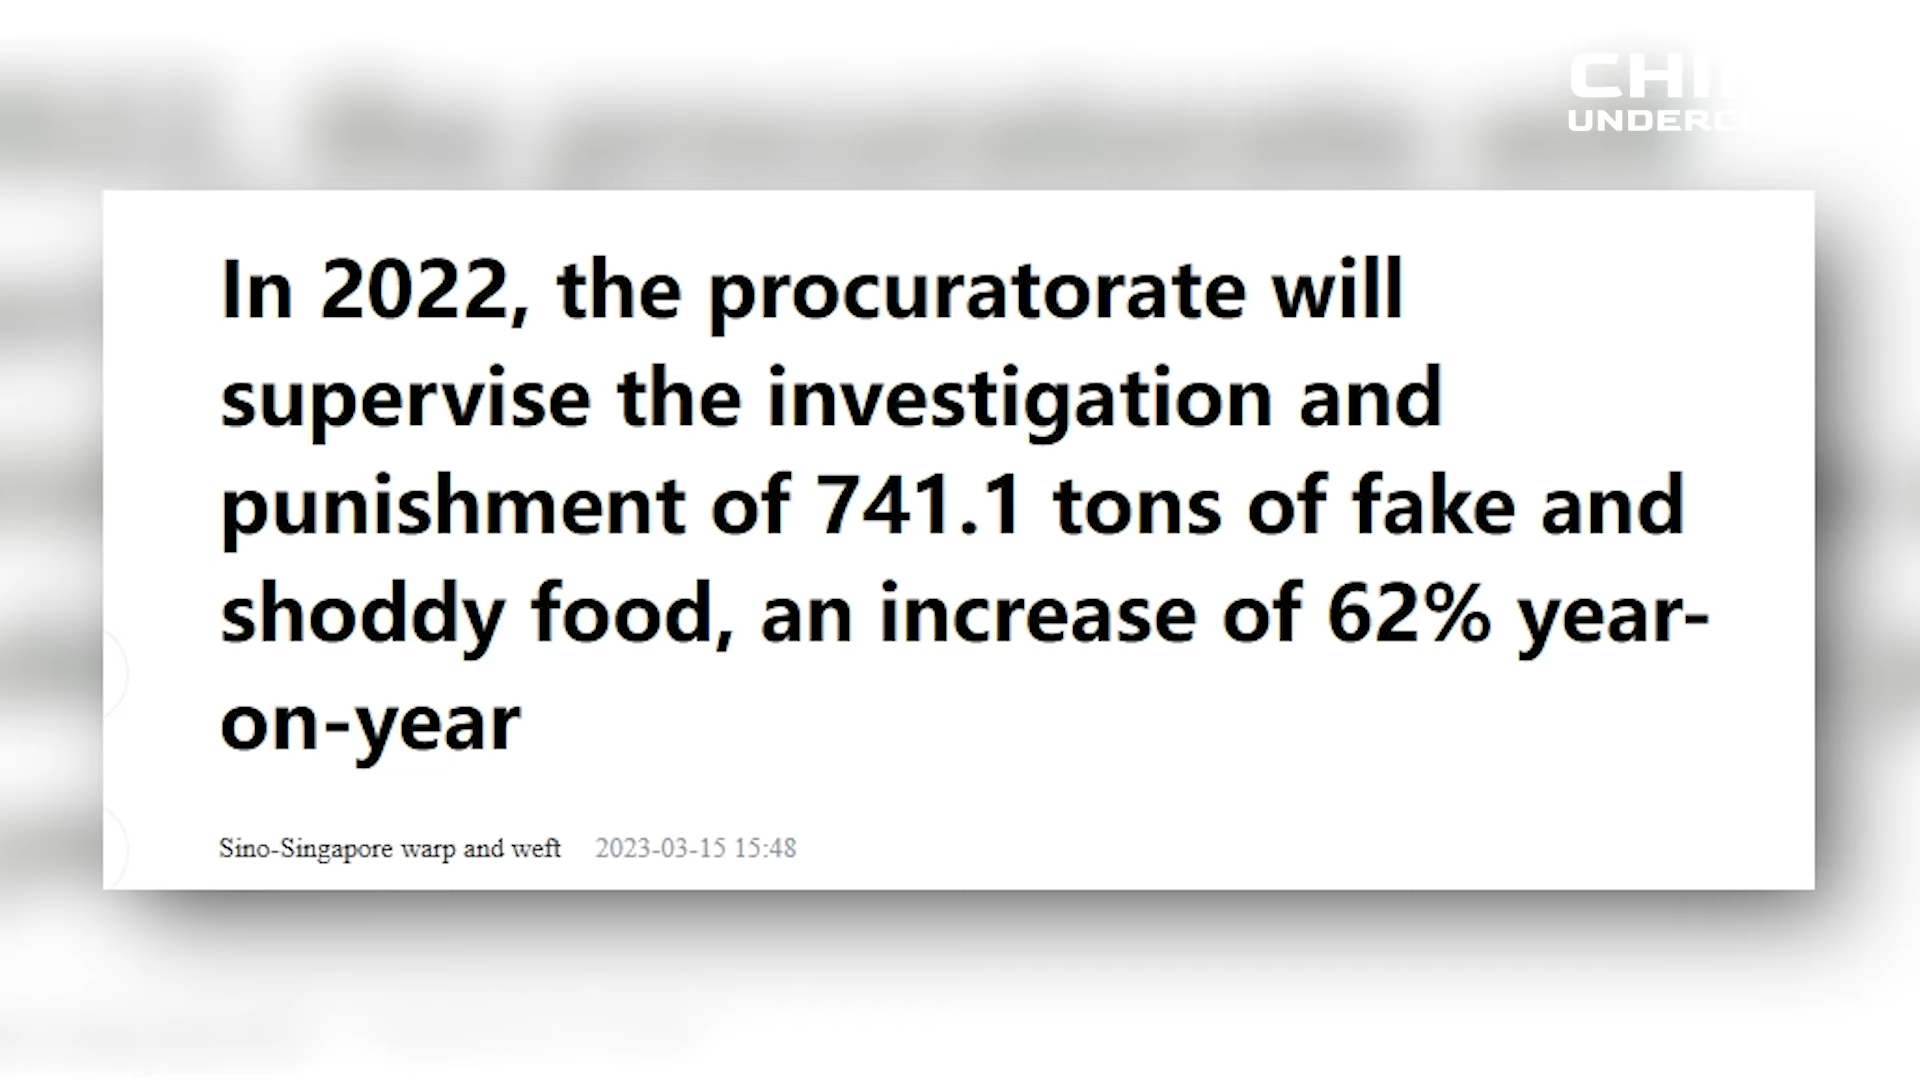 CHI
UNDERC
In 2022, the procuratorate will
supervise the investigation and
punishment of 741.1 tons of fake and
shoddy food, an increase of 62% year-
on-year
Sino-Singapore warp and weft 2023-03-15 15:48